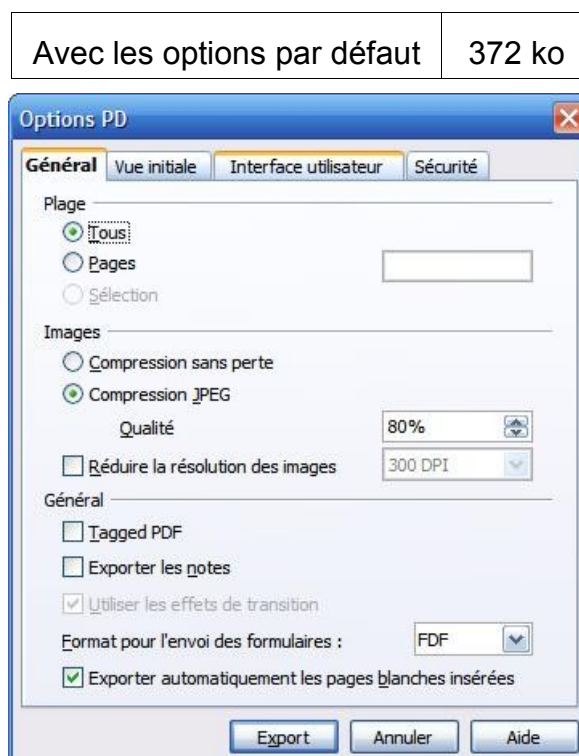 Avec les options par défaut 372 ko
Options PD
Général Vue initiale Interface utilisateur Sécurité
Plage
Tous
Pages
Sélection
Images
Compression sans perte
Compression JPEG
Qualité 80%
Réduire la résolution des images 300 DPI
Général
Tagged PDF
Exporter les notes
Utiliser les effets de transition
Format pour l'envoi des formulaires : FDF
Exporter automatiquement les pages blanches insérées
Export Annuler Aide